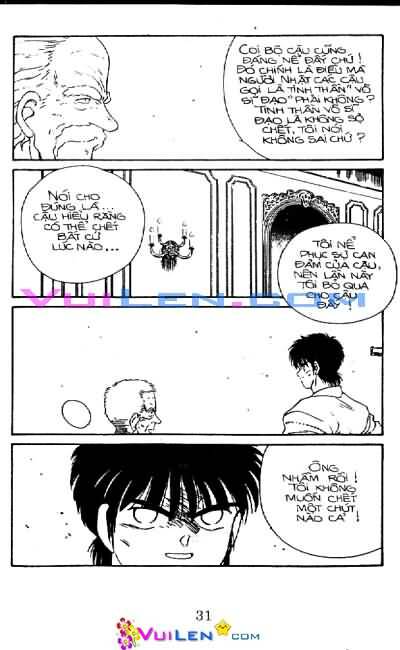 COI BỘ CẬU CŨNG
ĐÁNG NỂ ĐẤY CHỨ!
ĐÓ CHÍNH LÀ ĐIỀU MÀ
NGƯỜI NHẬT CÁC CẬU
GỌI LÀ TINH THẦN "VÕ
SĨ ĐẠO" PHẢI KHÔNG?
TINH THẦN VÕ SĨ
ĐẠO LÀ KHÔNG SỢ
CHẾT, TÔI NÓI
KHÔNG SAI CHỨ?
NÓI CHO
ĐÚNG LÀ...
CẬU HIỂU RẰNG
CÓ THỂ CHẾT
BẤT CỨ
LÚC NÀO...
TÔI NỂ
PHỤC SỰ CAN
ĐẢM CỦA CẬU,
NÊN LẦN NÀY
TÔI BỎ QUA
CHO CẬU
ĐẤY!
VUILEN.COM
ÔNG
NHẦM RỒI!
TÔI KHÔNG
MUỐN CHẾT
MỘT CHÚT
NÀO CẢ!
31
VUILEN.COM